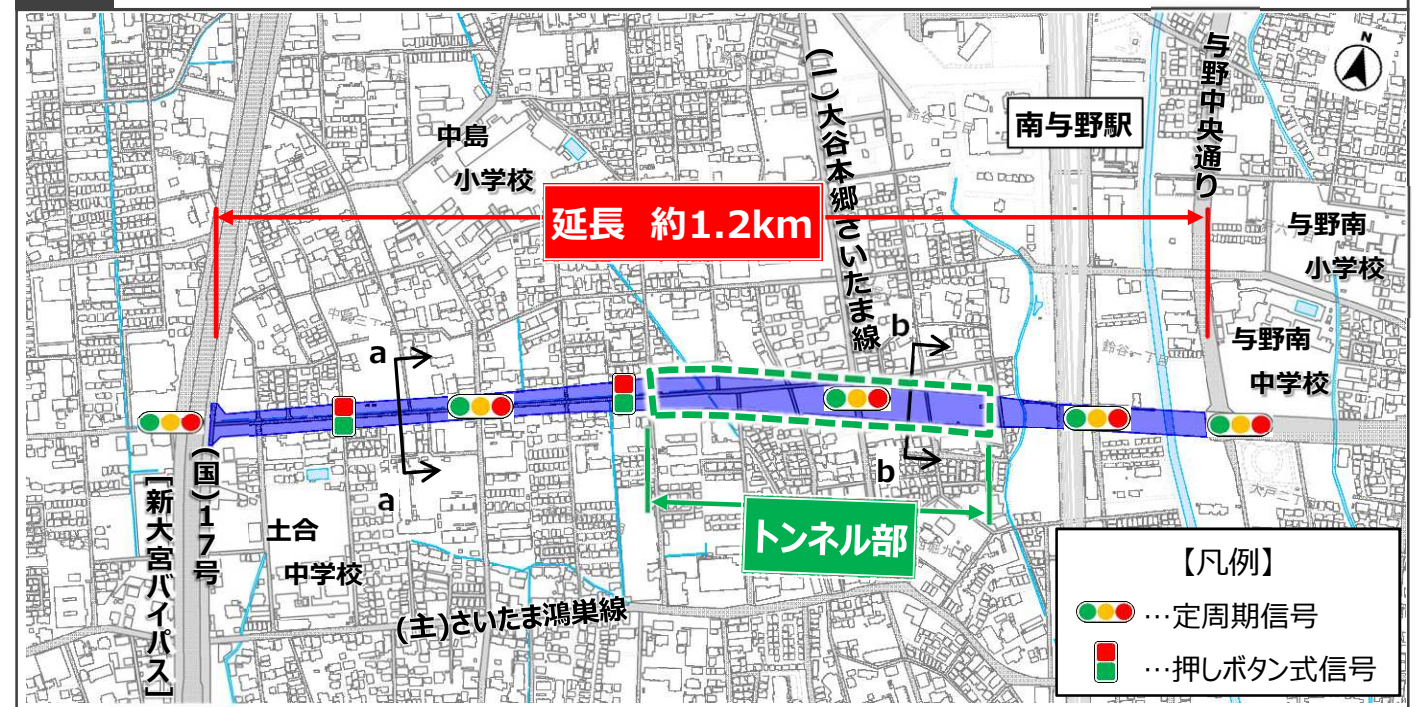 N
与野中央通り
(一)大谷本郷さいたま線
南与野駅
中島
小学校
延長 約1.2km
与野南
小学校
与野南
中学校
a
a
b
b
(国)17号
[新大宮バイパス]
土合
中学校
トンネル部
(主)さいたま鴻巣線
【凡例】
…定周期信号
…押しボタン式信号